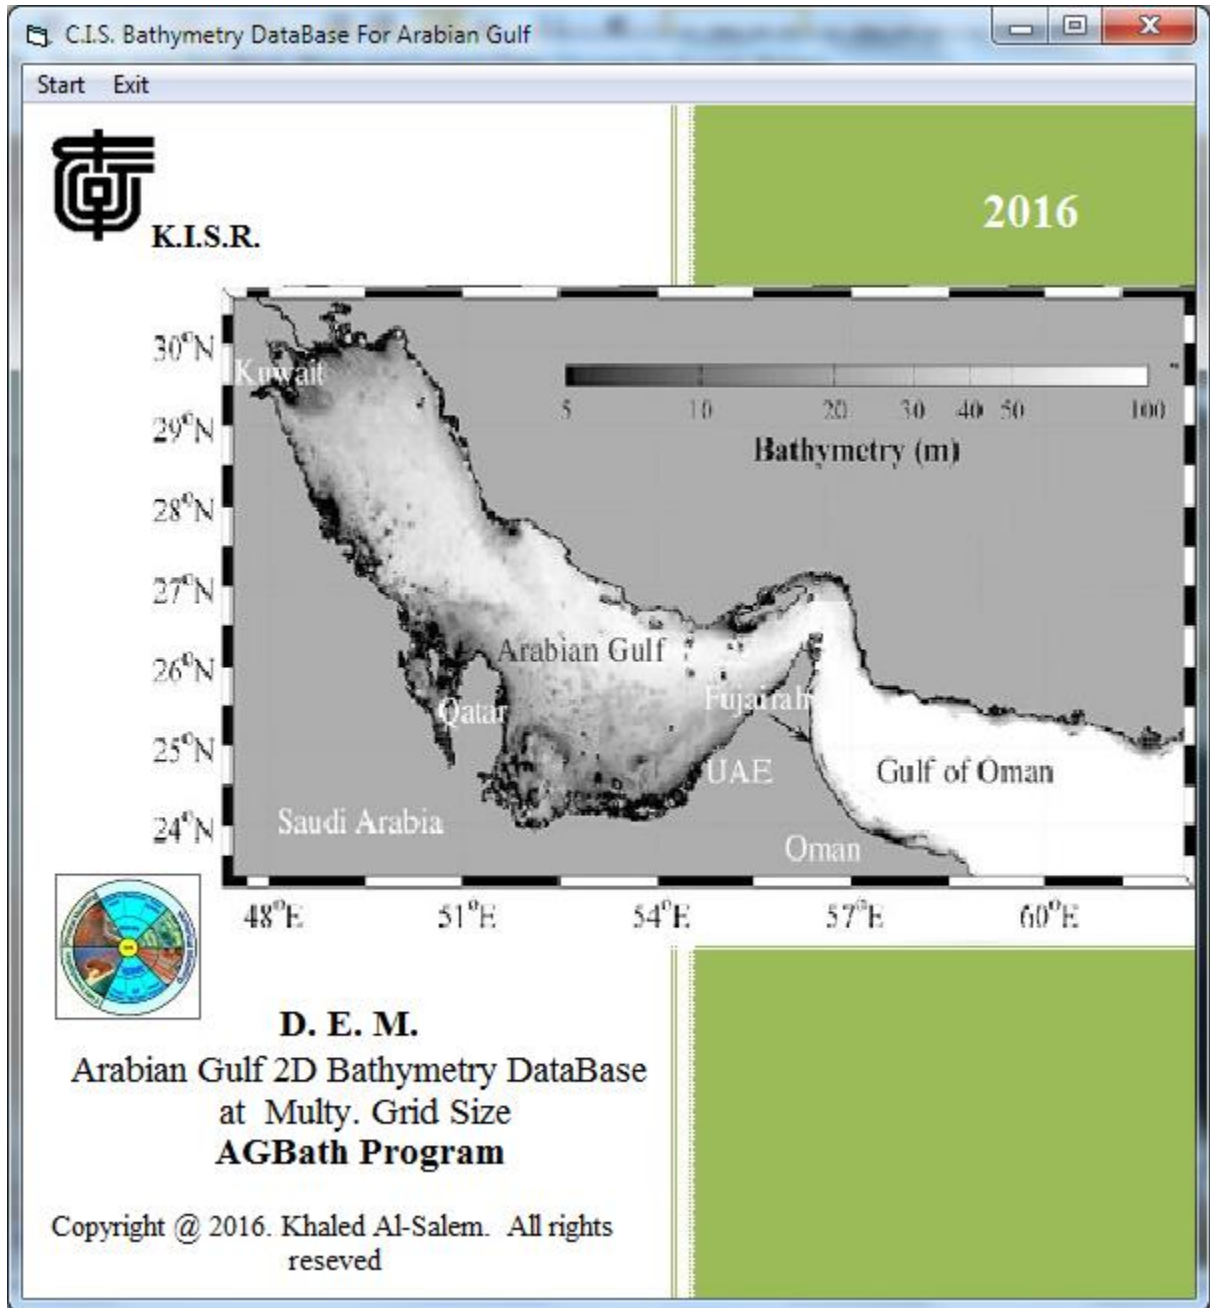 C.I.S. Bathymetry DataBase For Arabian Gulf
Start Exit
K.I.S.R.
2016
30°N
Kuwait
5 10 20 30 40 50 100
29°N
Bathymetry (m)
28°N
27°N
Arabian Gulf
26°N
Fujairah
Qatar
25°N
UAE
Gulf of Oman
Saudi Arabia
24°N
Oman
48°E 51°E 54°E 57°E 60°E
D. E. M.
Arabian Gulf 2D Bathymetry DataBase
at Multy. Grid Size
AGBath Program
Copyright @ 2016. Khaled Al-Salem. All rights
reseved